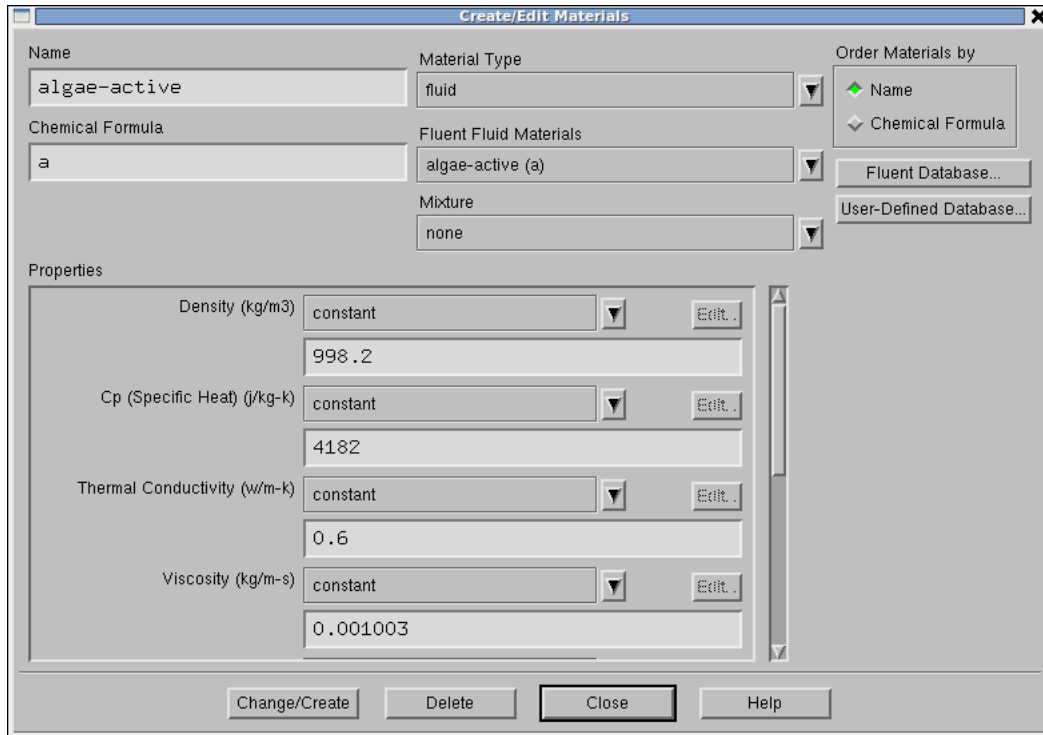 Create/Edit Materials
Name
algae-active
Chemical Formula
a
Material Type
fluid
Fluent Fluid Materials
algae-active (a)
Mixture
none
Order Materials by
Name
Chemical Formula
Fluent Database...
User-Defined Database...
Properties
Density (kg/m3)
constant
Edit..
998.2
Cp (Specific Heat) (j/kg-k)
constant
Edit..
4182
Thermal Conductivity (w/m-k)
constant
Edit..
0.6
Viscosity (kg/m-s)
constant
Edit..
0.001003
Change/Create
Delete
Close
Help